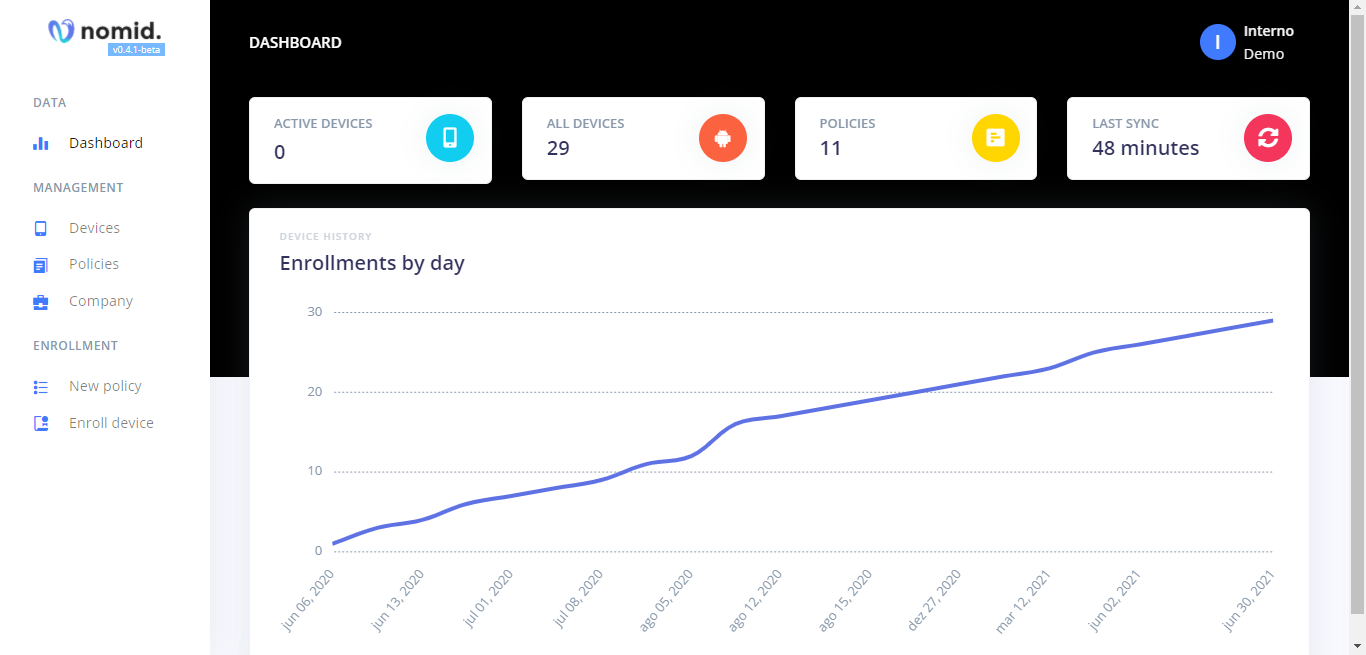 nomid.
v0.4.1-beta
DATA
Dashboard
MANAGEMENT
Devices
Policies
Company
ENROLLMENT
New policy
Enroll device
DASHBOARD
I
Interno
Demo
ACTIVE DEVICES
0
ALL DEVICES
29
POLICIES
11
LAST SYNC
48 minutes
DEVICE HISTORY
Enrollments by day
30
20
10
0
jun 06, 2020
jun 13, 2020
jul 01, 2020
jul 08, 2020
ago 05, 2020
ago 12, 2020
ago 15, 2020
dez 27, 2020
mar 12, 2021
jun 02, 2021
jun 30, 2021